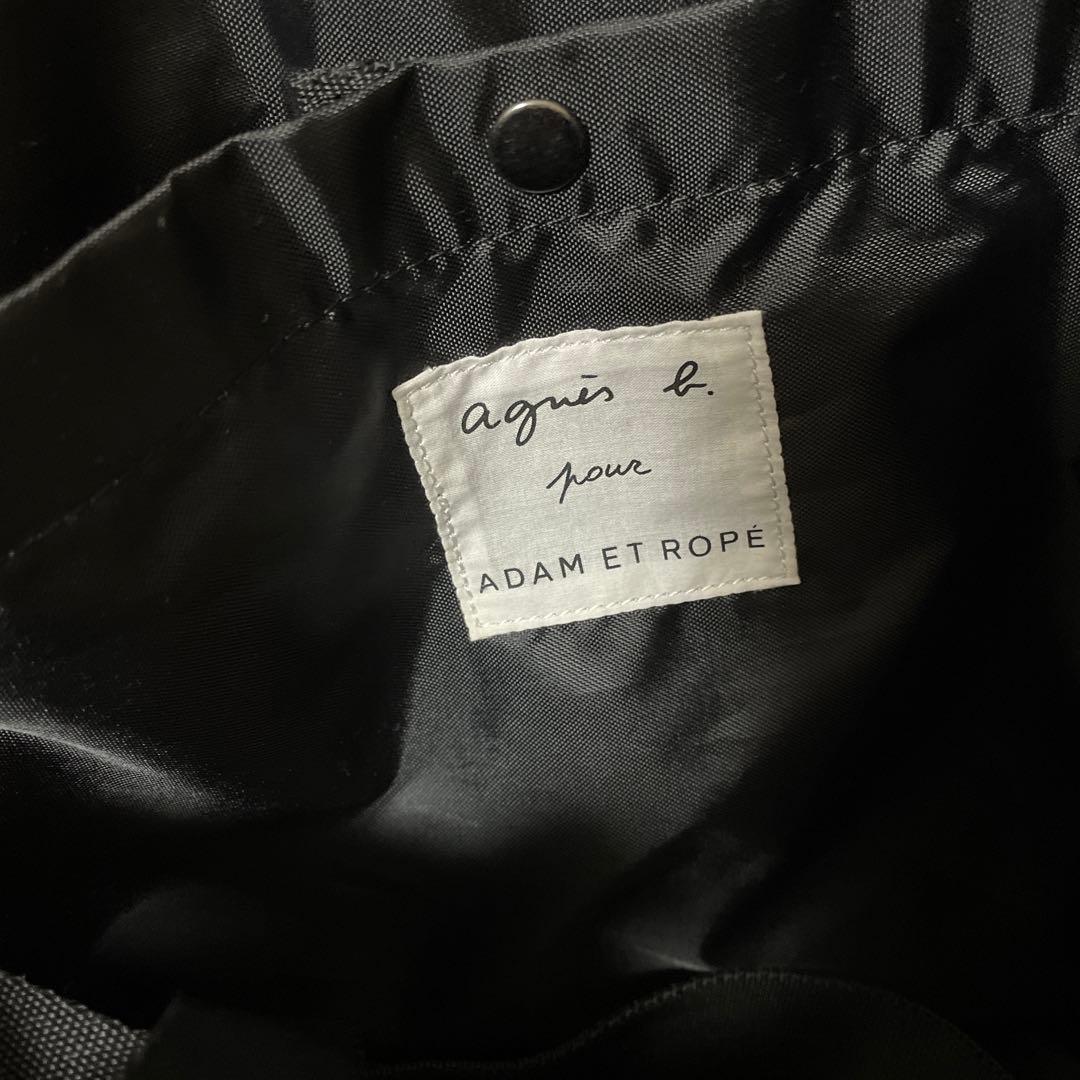 agnès b.
pour
ADAM ET ROPÉ